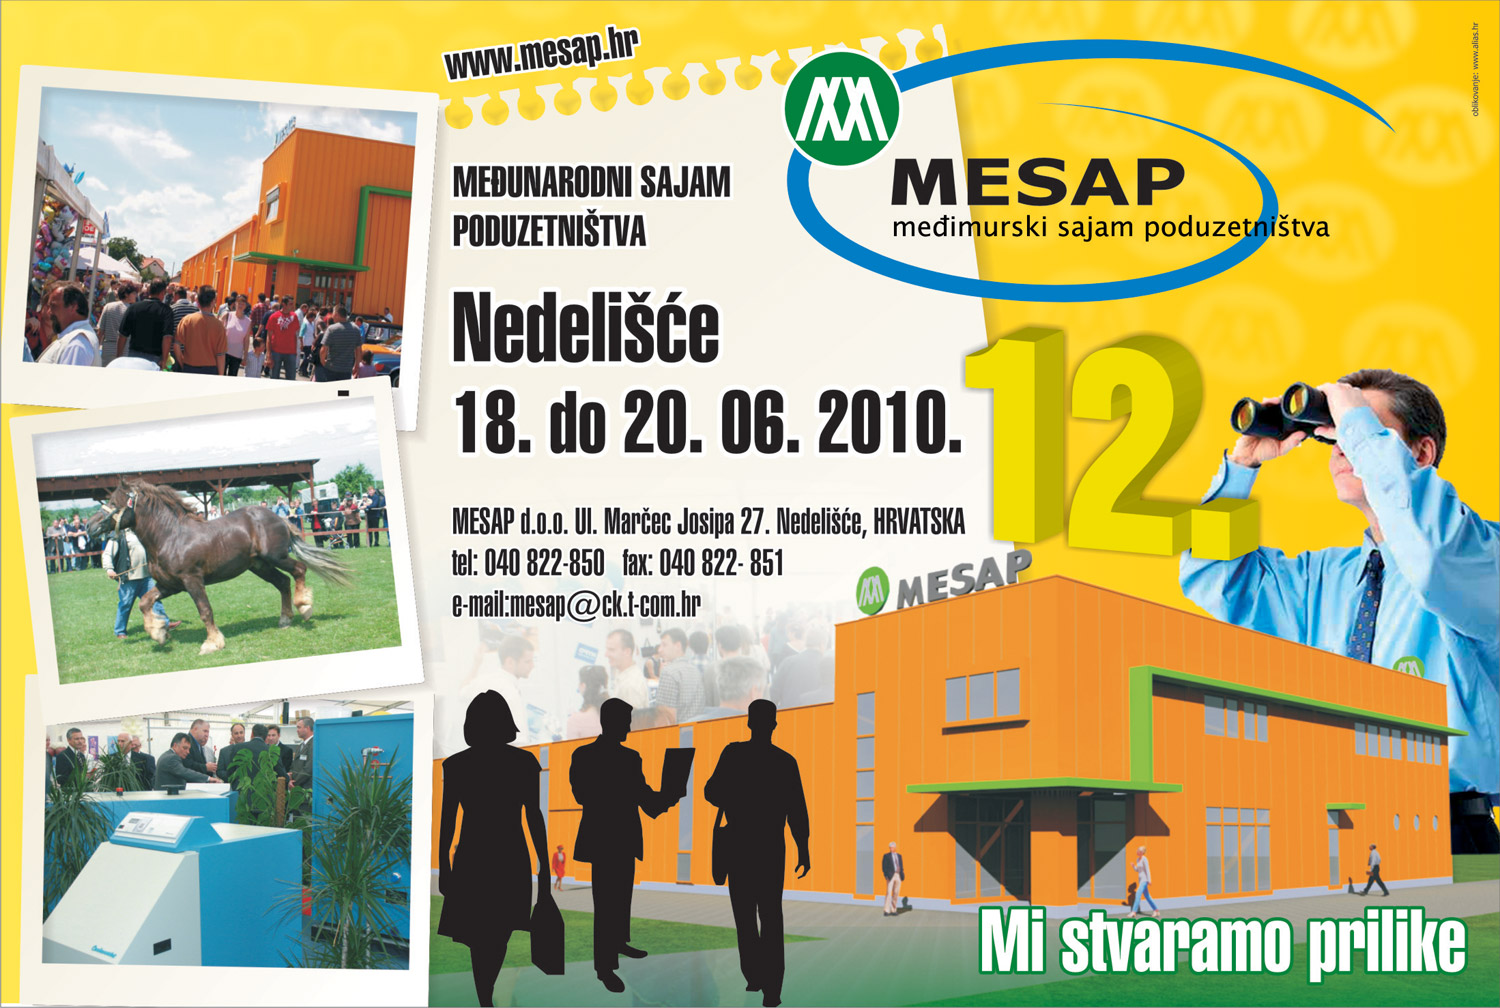 www.mesap.hr
oblikovanje: www.alias.hr
MESAP
međimurski sajam poduzetništva
MEĐUNARODNI SAJAM
PODUZETNIŠTVA
Nedelišće
18. do 20. 06. 2010.
12.
MESAP d.o.o. Ul. Marčec Josipa 27. Nedelišće, HRVATSKA
tel: 040 822-850 fax: 040 822- 851
e-mail:mesap@ck.t-com.hr
MESAP
Mi stvaramo prilike